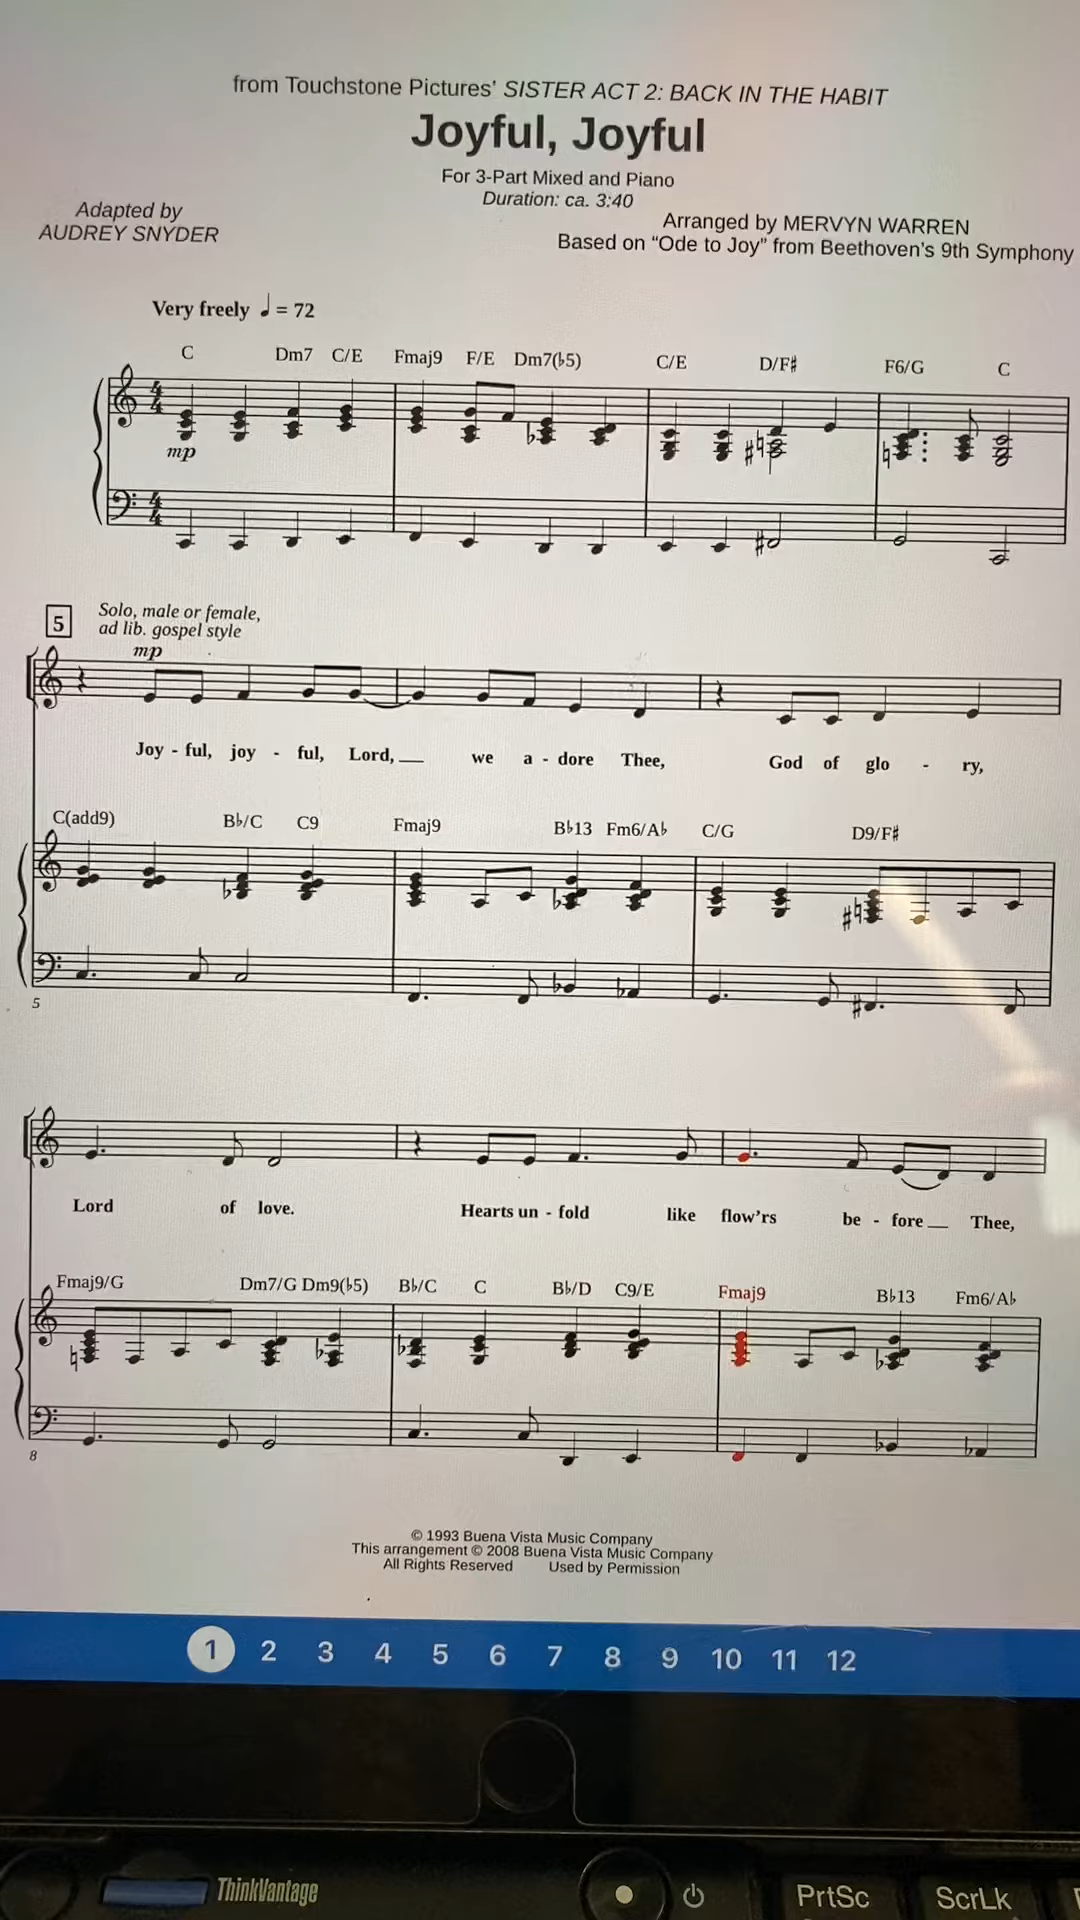 from Touchstone Pictures’ SISTER ACT 2: BACK IN THE HABIT
Joyful, Joyful
For 3-Part Mixed and Piano
Duration: ca. 3:40
Adapted by
AUDREY SNYDER
Arranged by MERVYN WARREN
Based on “Ode to Joy” from Beethoven’s 9th Symphony
Very freely ♩ = 72
C Dm7 C/E Fmaj9 F/E Dm7(♭5) C/E D/F♯ F6/G C
mp
5 Solo, male or female,
ad lib. gospel style
mp
Joy - ful, joy - ful, Lord, __ we a - dore Thee, God of glo - ry,
C(add9) B♭/C C9 Fmaj9 B♭13 Fm6/A♭ C/G D9/F♯
5
Lord of love. Hearts un - fold like flow’rs be - fore __ Thee,
Fmaj9/G Dm7/G Dm9(♭5) B♭/C C B♭/D C9/E Fmaj9 B♭13 Fm6/A♭
8
© 1993 Buena Vista Music Company
This arrangement © 2008 Buena Vista Music Company
All Rights Reserved Used by Permission
1 2 3 4 5 6 7 8 9 10 11 12
ThinkVantage
PrtSc ScrLk